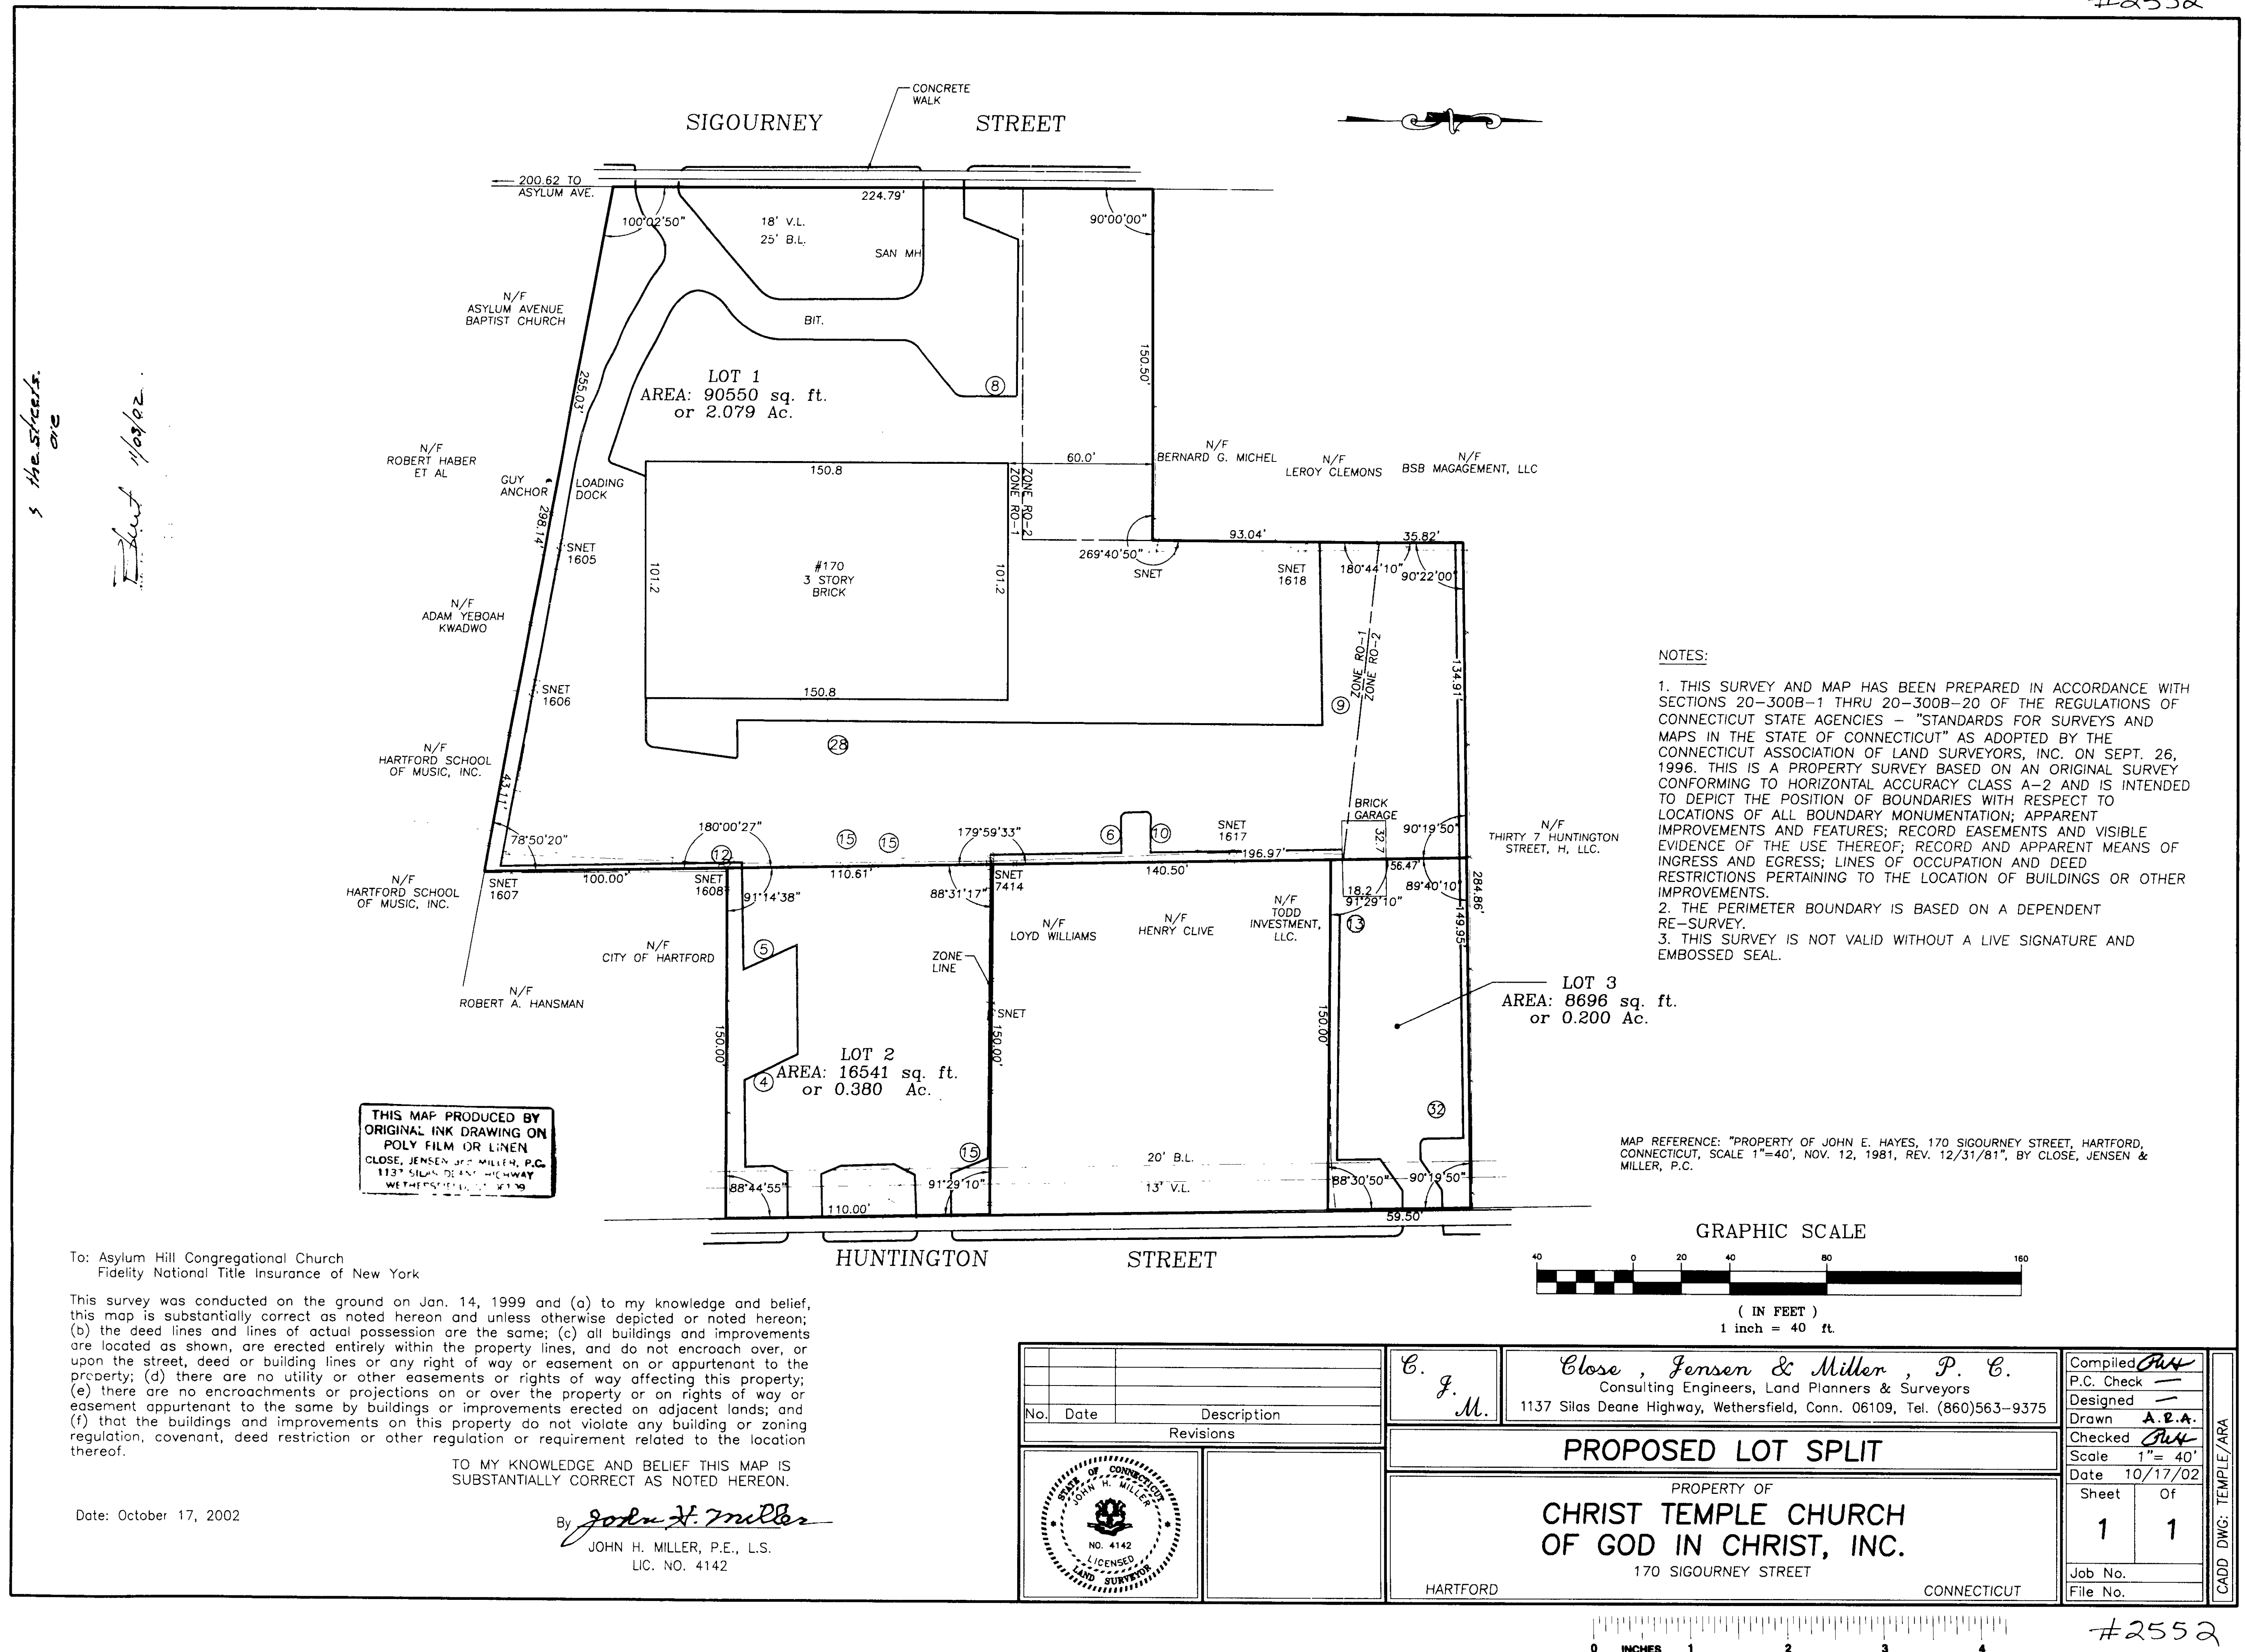 #2552
CONCRETE
WALK
SIGOURNEY STREET
200.62 TO
ASYLUM AVE.
224.79'
100°02'50"
18' V.L.
25' B.L.
SAN MH
90°00'00"
N/F
ASYLUM AVENUE
BAPTIST CHURCH
BIT.
150.50'
255.03'
LOT 1
AREA: 90550 sq. ft.
or 2.079 Ac.
8
the streets.
11/03/02
N/F
ROBERT HABER
ET AL
GUY
ANCHOR
LOADING
DOCK
150.8
60.0'
N/F
BERNARD G. MICHEL
N/F
LEROY CLEMONS
N/F
BSB MAGAGEMENT, LLC
ZONE RO-1
ZONE RO-2
298.14'
SNET
1605
93.04'
35.82'
269°40'50"
SNET
SNET
1618
180°44'10"
90°22'00"
101.2
#170
3 STORY
BRICK
101.2
N/F
ADAM YEBOAH
KWADWO
ZONE RO-1
ZONE RO-2
134.91'
SNET
1606
150.8
9
28
N/F
HARTFORD SCHOOL
OF MUSIC, INC.
43.11'
BRICK
GARAGE
78°50'20"
180°00'27"
15
15
179°59'33"
6
10
SNET
1617
32.7
90°19'50"
N/F
THIRTY 7 HUNTINGTON
STREET, H, LLC.
12
196.97'
N/F
HARTFORD SCHOOL
OF MUSIC, INC.
SNET
1607
100.00'
SNET
1608
110.61'
SNET
7414
140.50'
56.47'
91°14'38"
88°31'17"
18.2
89°40'10"
284.86'
91°29'10"
N/F
LOYD WILLIAMS
N/F
HENRY CLIVE
N/F
TODD
INVESTMENT,
LLC.
13
149.95'
N/F
CITY OF HARTFORD
5
ZONE
LINE
N/F
ROBERT A. HANSMAN
SNET
150.00'
150.00'
150.00'
LOT 3
AREA: 8696 sq. ft.
or 0.200 Ac.
LOT 2
AREA: 16541 sq. ft.
or 0.380 Ac.
4
32
15
20' B.L.
13' V.L.
88°44'55"
91°29'10"
88°30'50"
90°19'50"
110.00'
59.50'
HUNTINGTON STREET
NOTES:
1. THIS SURVEY AND MAP HAS BEEN PREPARED IN ACCORDANCE WITH
SECTIONS 20-300B-1 THRU 20-300B-20 OF THE REGULATIONS OF
CONNECTICUT STATE AGENCIES - "STANDARDS FOR SURVEYS AND
MAPS IN THE STATE OF CONNECTICUT" AS ADOPTED BY THE
CONNECTICUT ASSOCIATION OF LAND SURVEYORS, INC. ON SEPT. 26,
1996. THIS IS A PROPERTY SURVEY BASED ON AN ORIGINAL SURVEY
CONFORMING TO HORIZONTAL ACCURACY CLASS A-2 AND IS INTENDED
TO DEPICT THE POSITION OF BOUNDARIES WITH RESPECT TO
LOCATIONS OF ALL BOUNDARY MONUMENTATION; APPARENT
IMPROVEMENTS AND FEATURES; RECORD EASEMENTS AND VISIBLE
EVIDENCE OF THE USE THEREOF; RECORD AND APPARENT MEANS OF
INGRESS AND EGRESS; LINES OF OCCUPATION AND DEED
RESTRICTIONS PERTAINING TO THE LOCATION OF BUILDINGS OR OTHER
IMPROVEMENTS.
2. THE PERIMETER BOUNDARY IS BASED ON A DEPENDENT
RE-SURVEY.
3. THIS SURVEY IS NOT VALID WITHOUT A LIVE SIGNATURE AND
EMBOSSED SEAL.
MAP REFERENCE: "PROPERTY OF JOHN E. HAYES, 170 SIGOURNEY STREET, HARTFORD,
CONNECTICUT, SCALE 1"=40', NOV. 12, 1981, REV. 12/31/81", BY CLOSE, JENSEN &
MILLER, P.C.
THIS MAP PRODUCED BY
ORIGINAL INK DRAWING ON
POLY FILM OR LINEN
CLOSE, JENSEN AND MILLER, P.C.
1137 SILAS DEANE HIGHWAY
GRAPHIC SCALE
40 0 20 40 80 160
( IN FEET )
1 inch = 40 ft.
To: Asylum Hill Congregational Church
Fidelity National Title Insurance of New York
This survey was conducted on the ground on Jan. 14, 1999 and (a) to my knowledge and belief,
this map is substantially correct as noted hereon and unless otherwise depicted or noted hereon;
(b) the deed lines and lines of actual possession are the same; (c) all buildings and improvements
are located as shown, are erected entirely within the property lines, and do not encroach over, or
upon the street, deed or building lines or any right of way or easement on or appurtenant to the
property; (d) there are no utility or other easements or rights of way affecting this property;
(e) there are no encroachments or projections on or over the property or on rights of way or
easement appurtenant to the same by buildings or improvements erected on adjacent lands; and
(f) that the buildings and improvements on this property do not violate any building or zoning
regulation, covenant, deed restriction or other regulation or requirement related to the location
thereof.
TO MY KNOWLEDGE AND BELIEF THIS MAP IS
SUBSTANTIALLY CORRECT AS NOTED HEREON.
Date: October 17, 2002
By John H. Miller
JOHN H. MILLER, P.E., L.S.
LIC. NO. 4142
No. Date Description
Revisions
STATE OF CONNECTICUT
JOHN H. MILLER
NO. 4142
LICENSED
LAND SURVEYOR
C.
J.
M.
Close, Jensen & Miller, P. C.
Consulting Engineers, Land Planners & Surveyors
1137 Silas Deane Highway, Wethersfield, Conn. 06109, Tel. (860)563-9375
PROPOSED LOT SPLIT
PROPERTY OF
CHRIST TEMPLE CHURCH
OF GOD IN CHRIST, INC.
170 SIGOURNEY STREET
HARTFORD CONNECTICUT
Compiled
P.C. Check —
Designed —
Drawn A.R.A.
Checked
Scale 1"= 40'
Date 10/17/02
Sheet Of
1 1
Job No.
File No.
CADD DWG: TEMPLE/ARA
0 INCHES 1 2 3 4
#2552